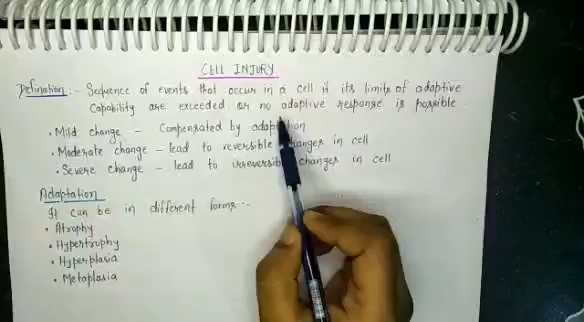 CELL INJURY
Defination :- Sequence of events that occur in a cell if its limits of adaptive
Capability are exceeded or no adaptive response is possible
• Mild change - Compensated by adaption
• Moderate change - lead to reversible changes in cell
• Severe change - lead to irreversible changes in cell
Adaptation
It can be in different forms :-
• Atrophy
• Hypertrophy
• Hyperplasia
• Metaplasia